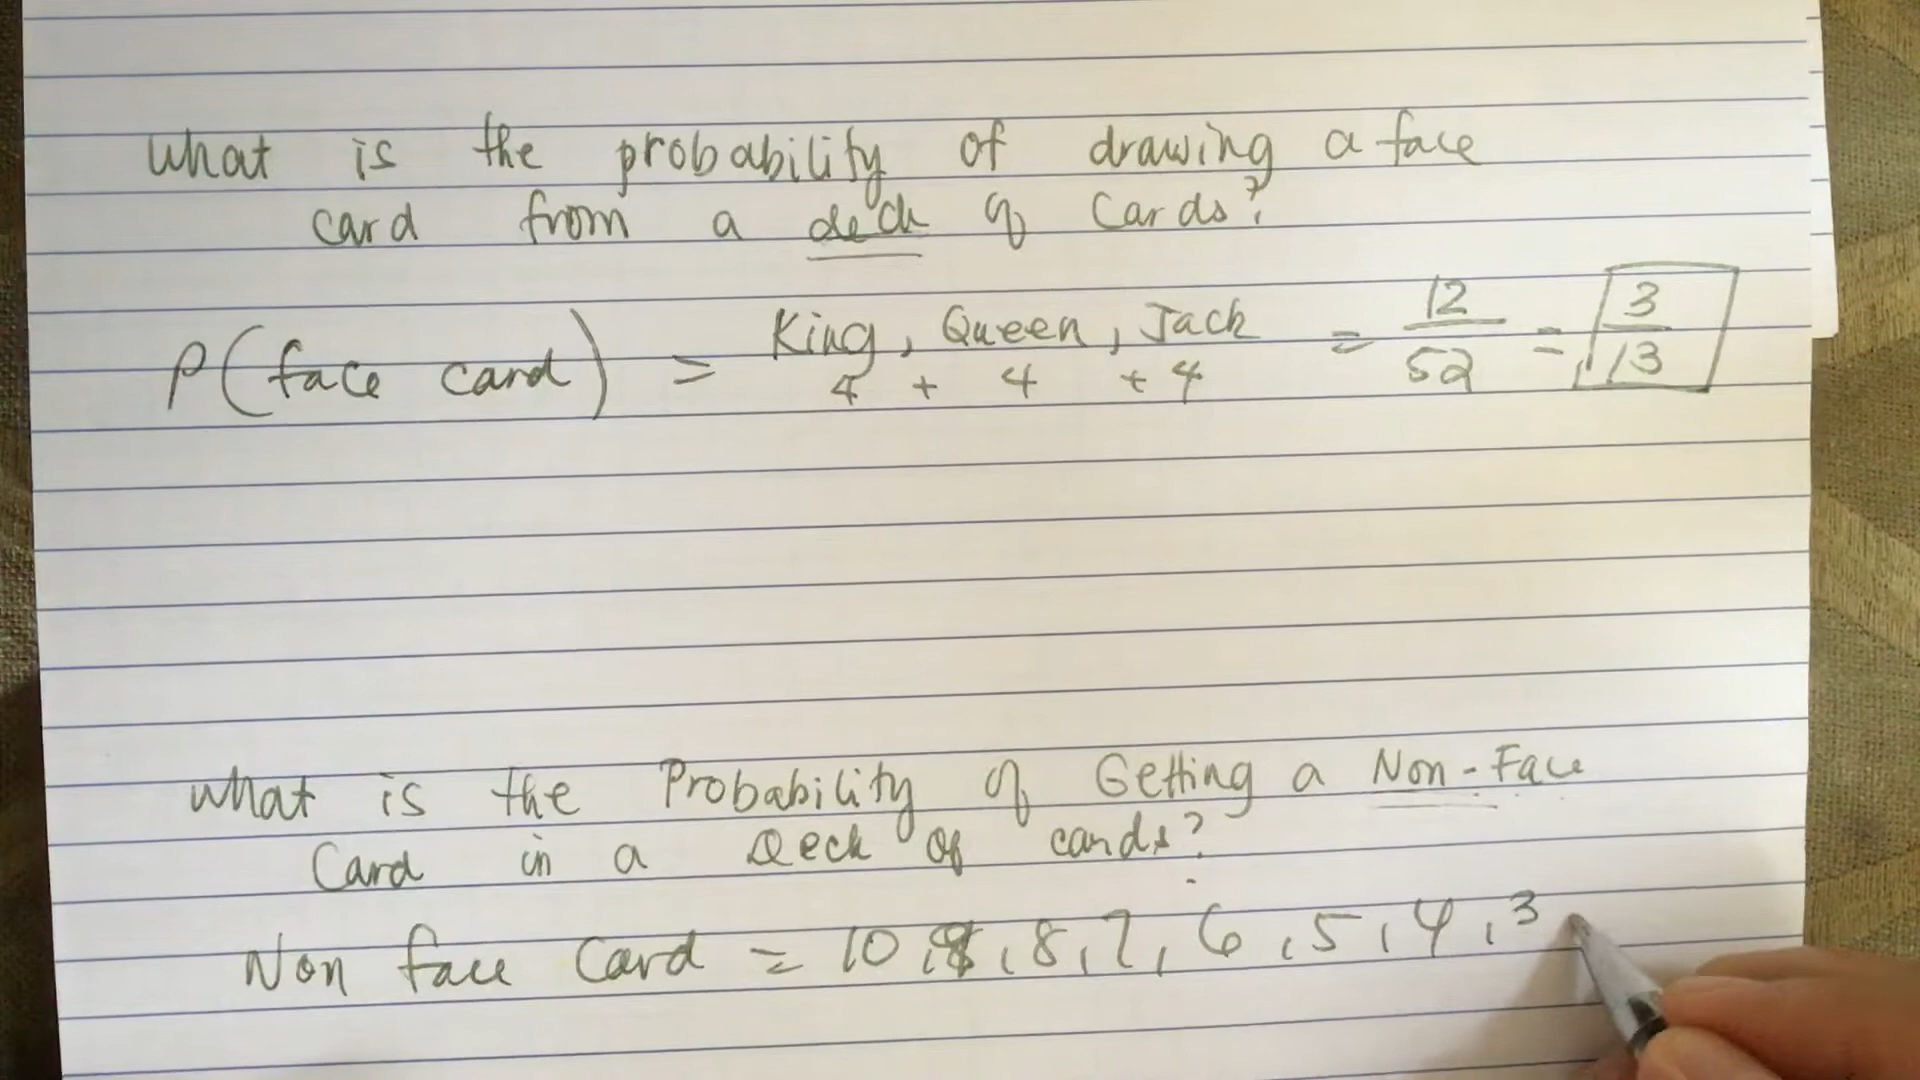 What is the probability of drawing a face
card from a deck of Cards?
P(face card) = King, Queen, Jack = 12/52 = 3/13
4 + 4 + 4
What is the Probability of Getting a Non-Face
Card in a Deck of cards?
Non face Card = 10, 9, 8, 7, 6, 5, 4, 3